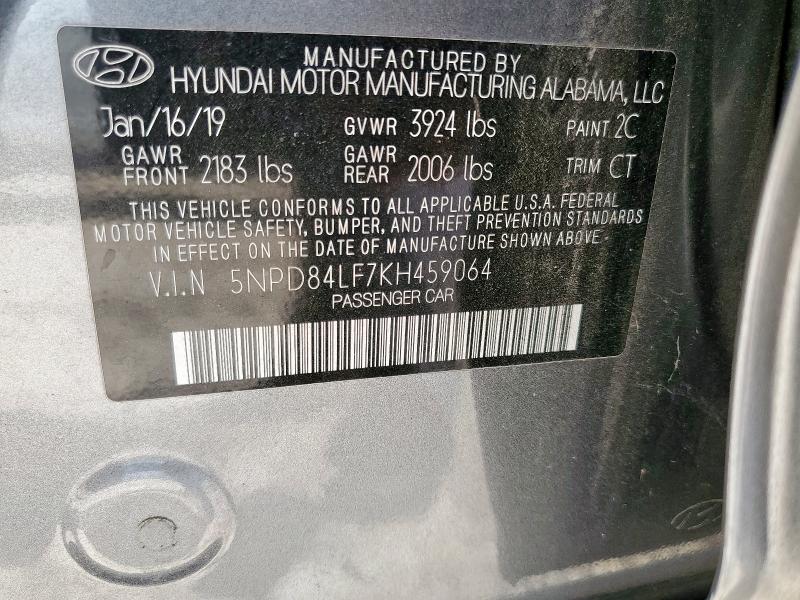 MANUFACTURED BY
HYUNDAI MOTOR MANUFACTURING ALABAMA, LLC
Jan/16/19 GVWR 3924 lbs PAINT 2C
GAWR FRONT 2183 lbs GAWR REAR 2006 lbs TRIM CT
THIS VEHICLE CONFORMS TO ALL APPLICABLE U.S.A. FEDERAL
MOTOR VEHICLE SAFETY, BUMPER, AND THEFT PREVENTION STANDARDS
IN EFFECT ON THE DATE OF MANUFACTURE SHOWN ABOVE.
V.I.N 5NPD84LF7KH459064
PASSENGER CAR